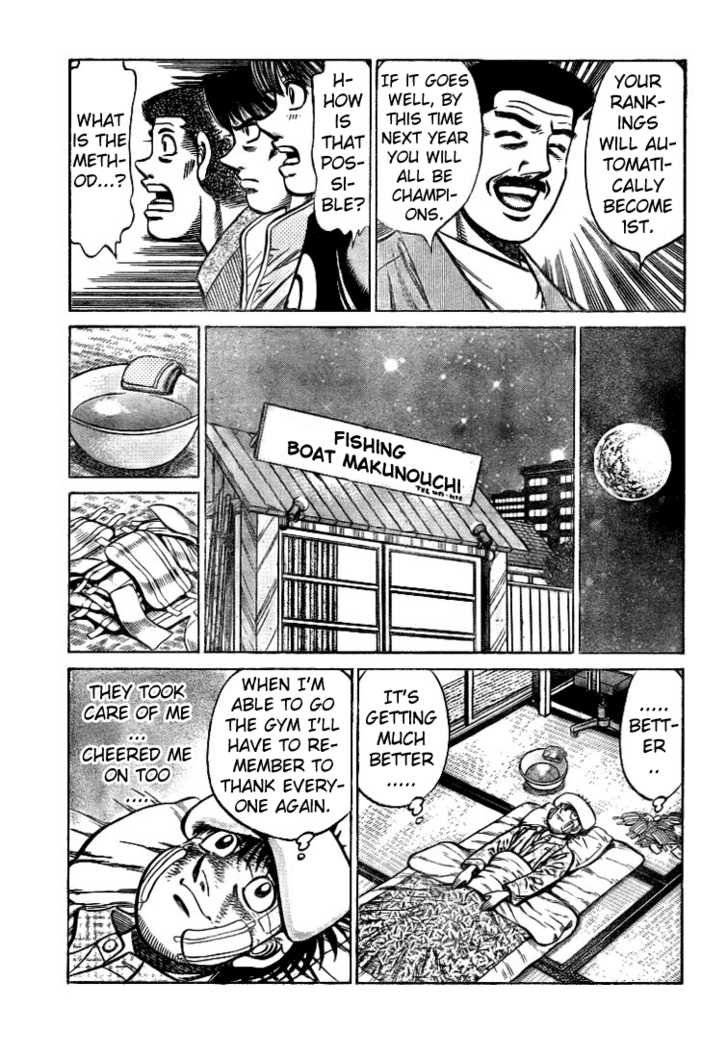 YOUR
RANK-
INGS
WILL AU-
TOMATI-
CALLY
BECOME
1ST.
IF IT GOES
WELL, BY
THIS TIME
NEXT YEAR
YOU WILL
ALL BE
CHAMPI-
ONS.
H-
HOW
IS
THAT
POS-
SI-
BLE?
WHAT
IS THE
METH-
OD...?
FISHING
BOAT MAKUNOUCHI
.....
BETT-
ER
..
IT'S
GETTING
MUCH
BETTER
.....
WHEN I'M
ABLE TO GO
THE GYM I'LL
HAVE TO RE-
MEMBER TO
THANK EVERY-
ONE AGAIN.
THEY TOOK
CARE OF ME
...
CHEERED ME
ON TOO
.....